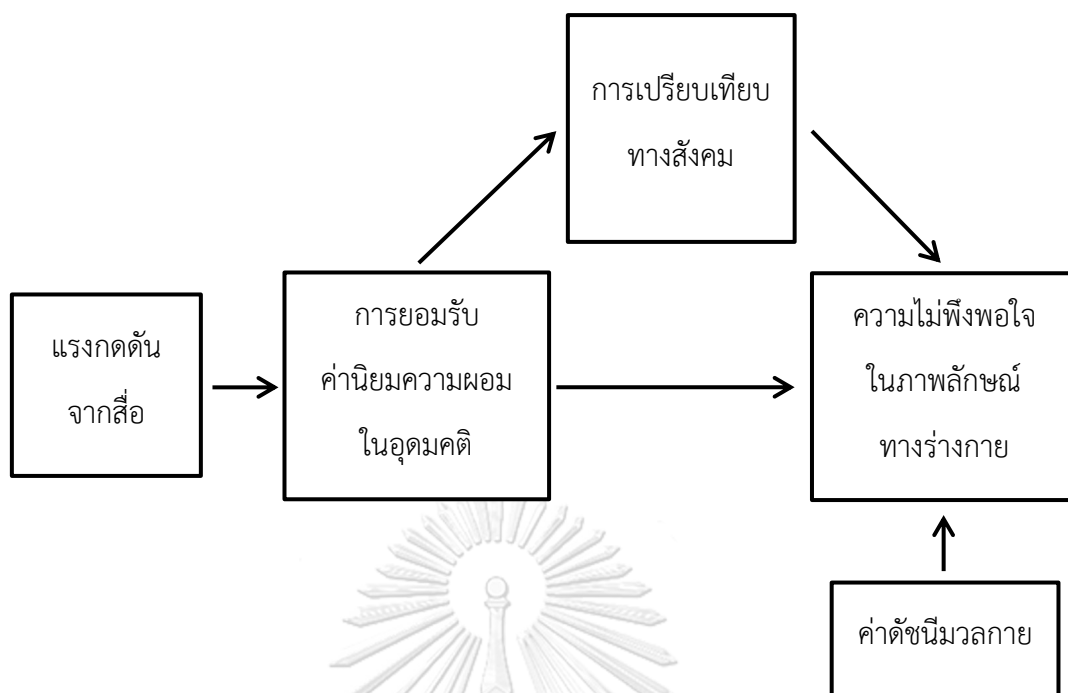 การเปรียบเทียบ
ทางสังคม
แรงกดดัน
จากสื่อ
การยอมรับ
ค่านิยมความผอม
ในอุดมคติ
ความไม่พึงพอใจ
ในภาพลักษณ์
ทางร่างกาย
ค่าดัชนีมวลกาย